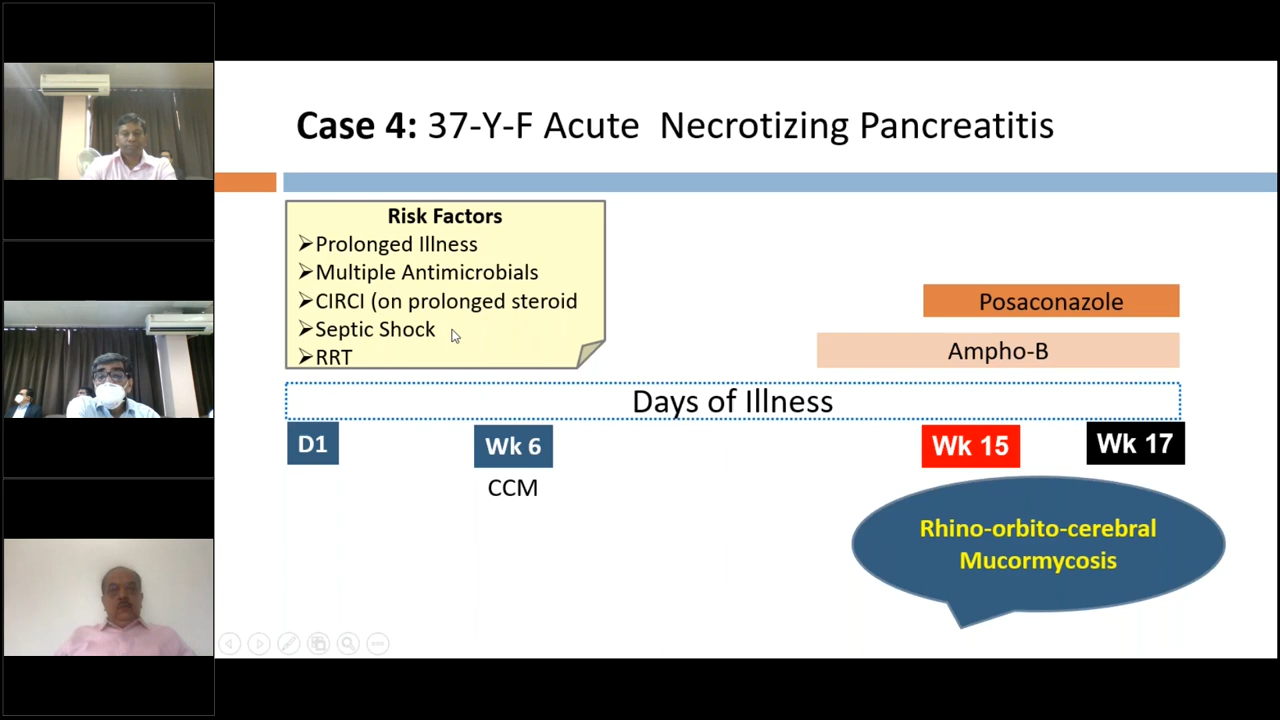 Case 4: 37-Y-F Acute Necrotizing Pancreatitis
Risk Factors
➢Prolonged Illness
➢Multiple Antimicrobials
➢CIRCI (on prolonged steroid
➢Septic Shock
➢RRT
Posaconazole
Ampho-B
Days of Illness
D1
Wk 6
Wk 15
Wk 17
CCM
Rhino-orbito-cerebral
Mucormycosis